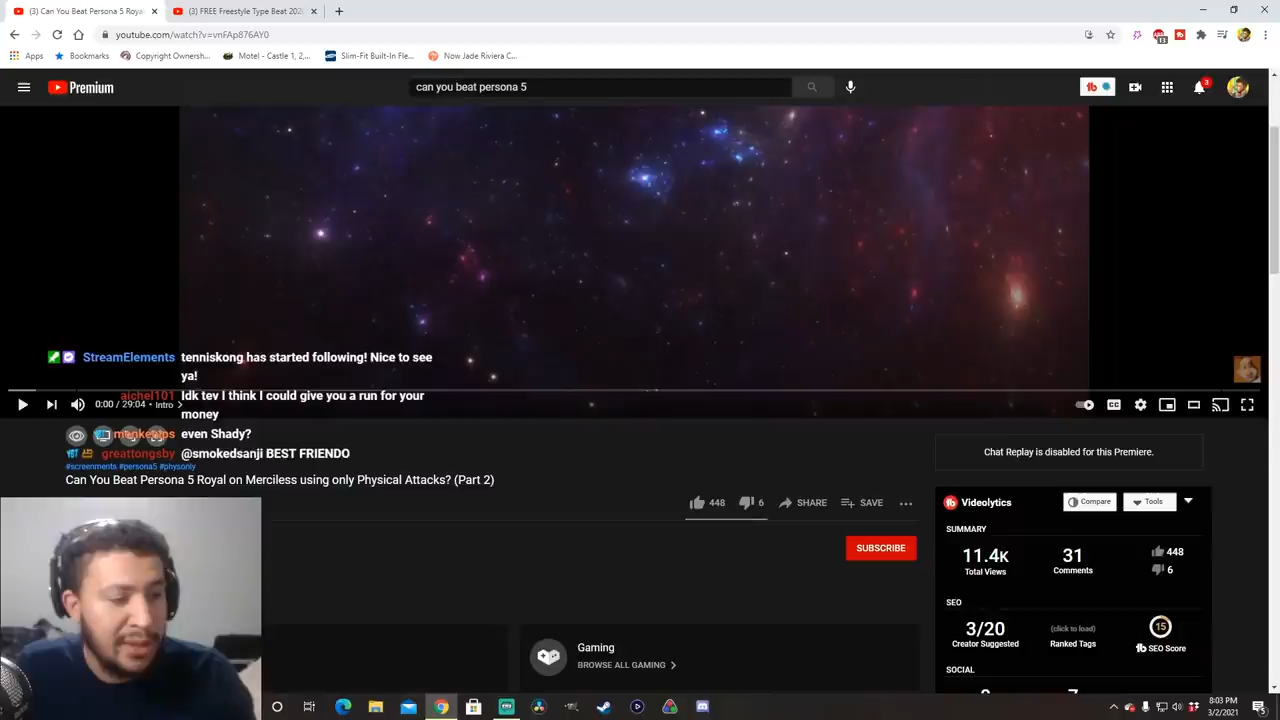 (3) Can You Beat Persona 5 Roya
(3) FREE Freestyle Type Beat 202
youtube.com/watch?v=vnFAp876AY0
Apps
Bookmarks
Copyright Ownersh...
Motel - Castle 1, 2,...
Slim-Fit Built-In Fle...
Now Jade Riviera C...
Premium
can you beat persona 5
3
StreamElements tenniskong has started following! Nice to see
ya!
aichel101 Idk tev I think I could give you a run for your
money
0:00 / 29:04 • Intro
even Shady?
greattongsby @smokedsanji BEST FRIENDO
#screenments #persona5 #physonly
Can You Beat Persona 5 Royal on Merciless using only Physical Attacks? (Part 2)
448
6
SHARE
SAVE
SUBSCRIBE
Gaming
BROWSE ALL GAMING
Chat Replay is disabled for this Premiere.
Videolytics
Compare
Tools
SUMMARY
11.4K
Total Views
31
Comments
448
6
SEO
3/20
Creator Suggested
(click to load)
Ranked Tags
15
SEO Score
SOCIAL
8:03 PM
3/2/2021